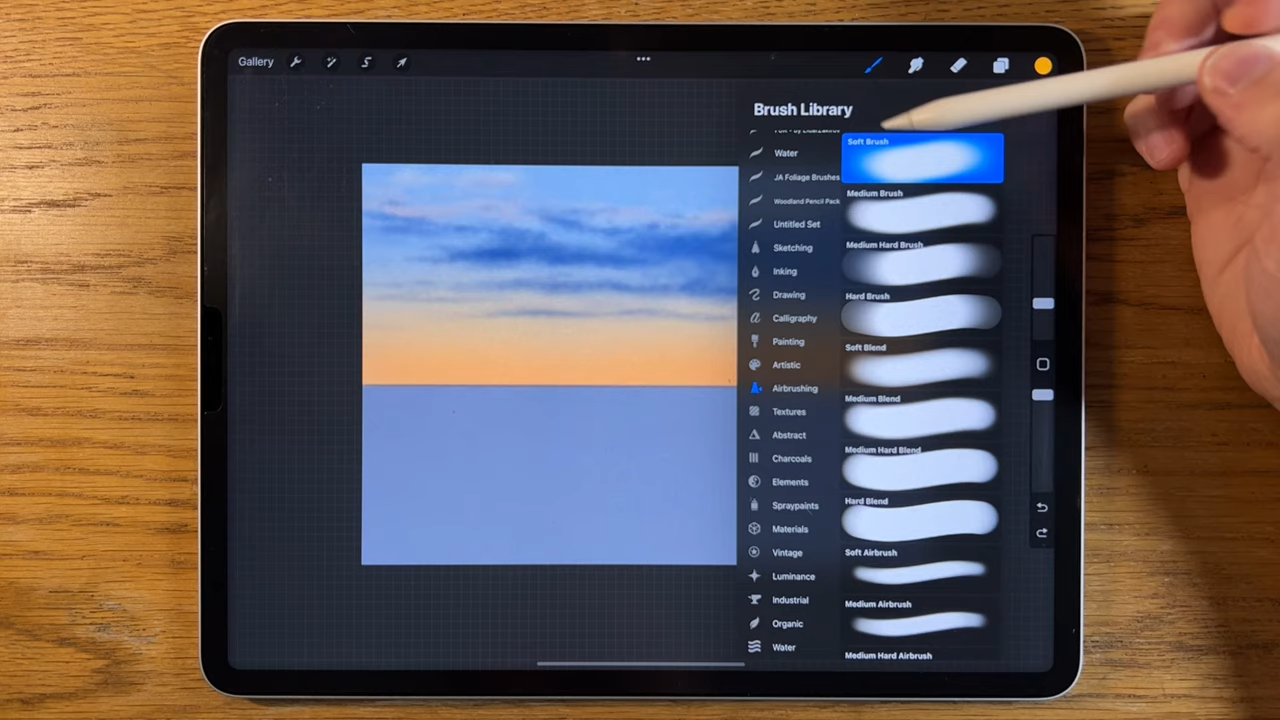 Gallery
Brush Library
Water
JA Foliage Brushes
Woodland Pencil Pack
Untitled Set
Sketching
Inking
Drawing
Calligraphy
Painting
Artistic
Airbrushing
Textures
Abstract
Charcoals
Elements
Spraypaints
Materials
Vintage
Luminance
Industrial
Organic
Water
Soft Brush
Medium Brush
Medium Hard Brush
Hard Brush
Soft Blend
Medium Blend
Medium Hard Blend
Hard Blend
Soft Airbrush
Medium Airbrush
Medium Hard Airbrush